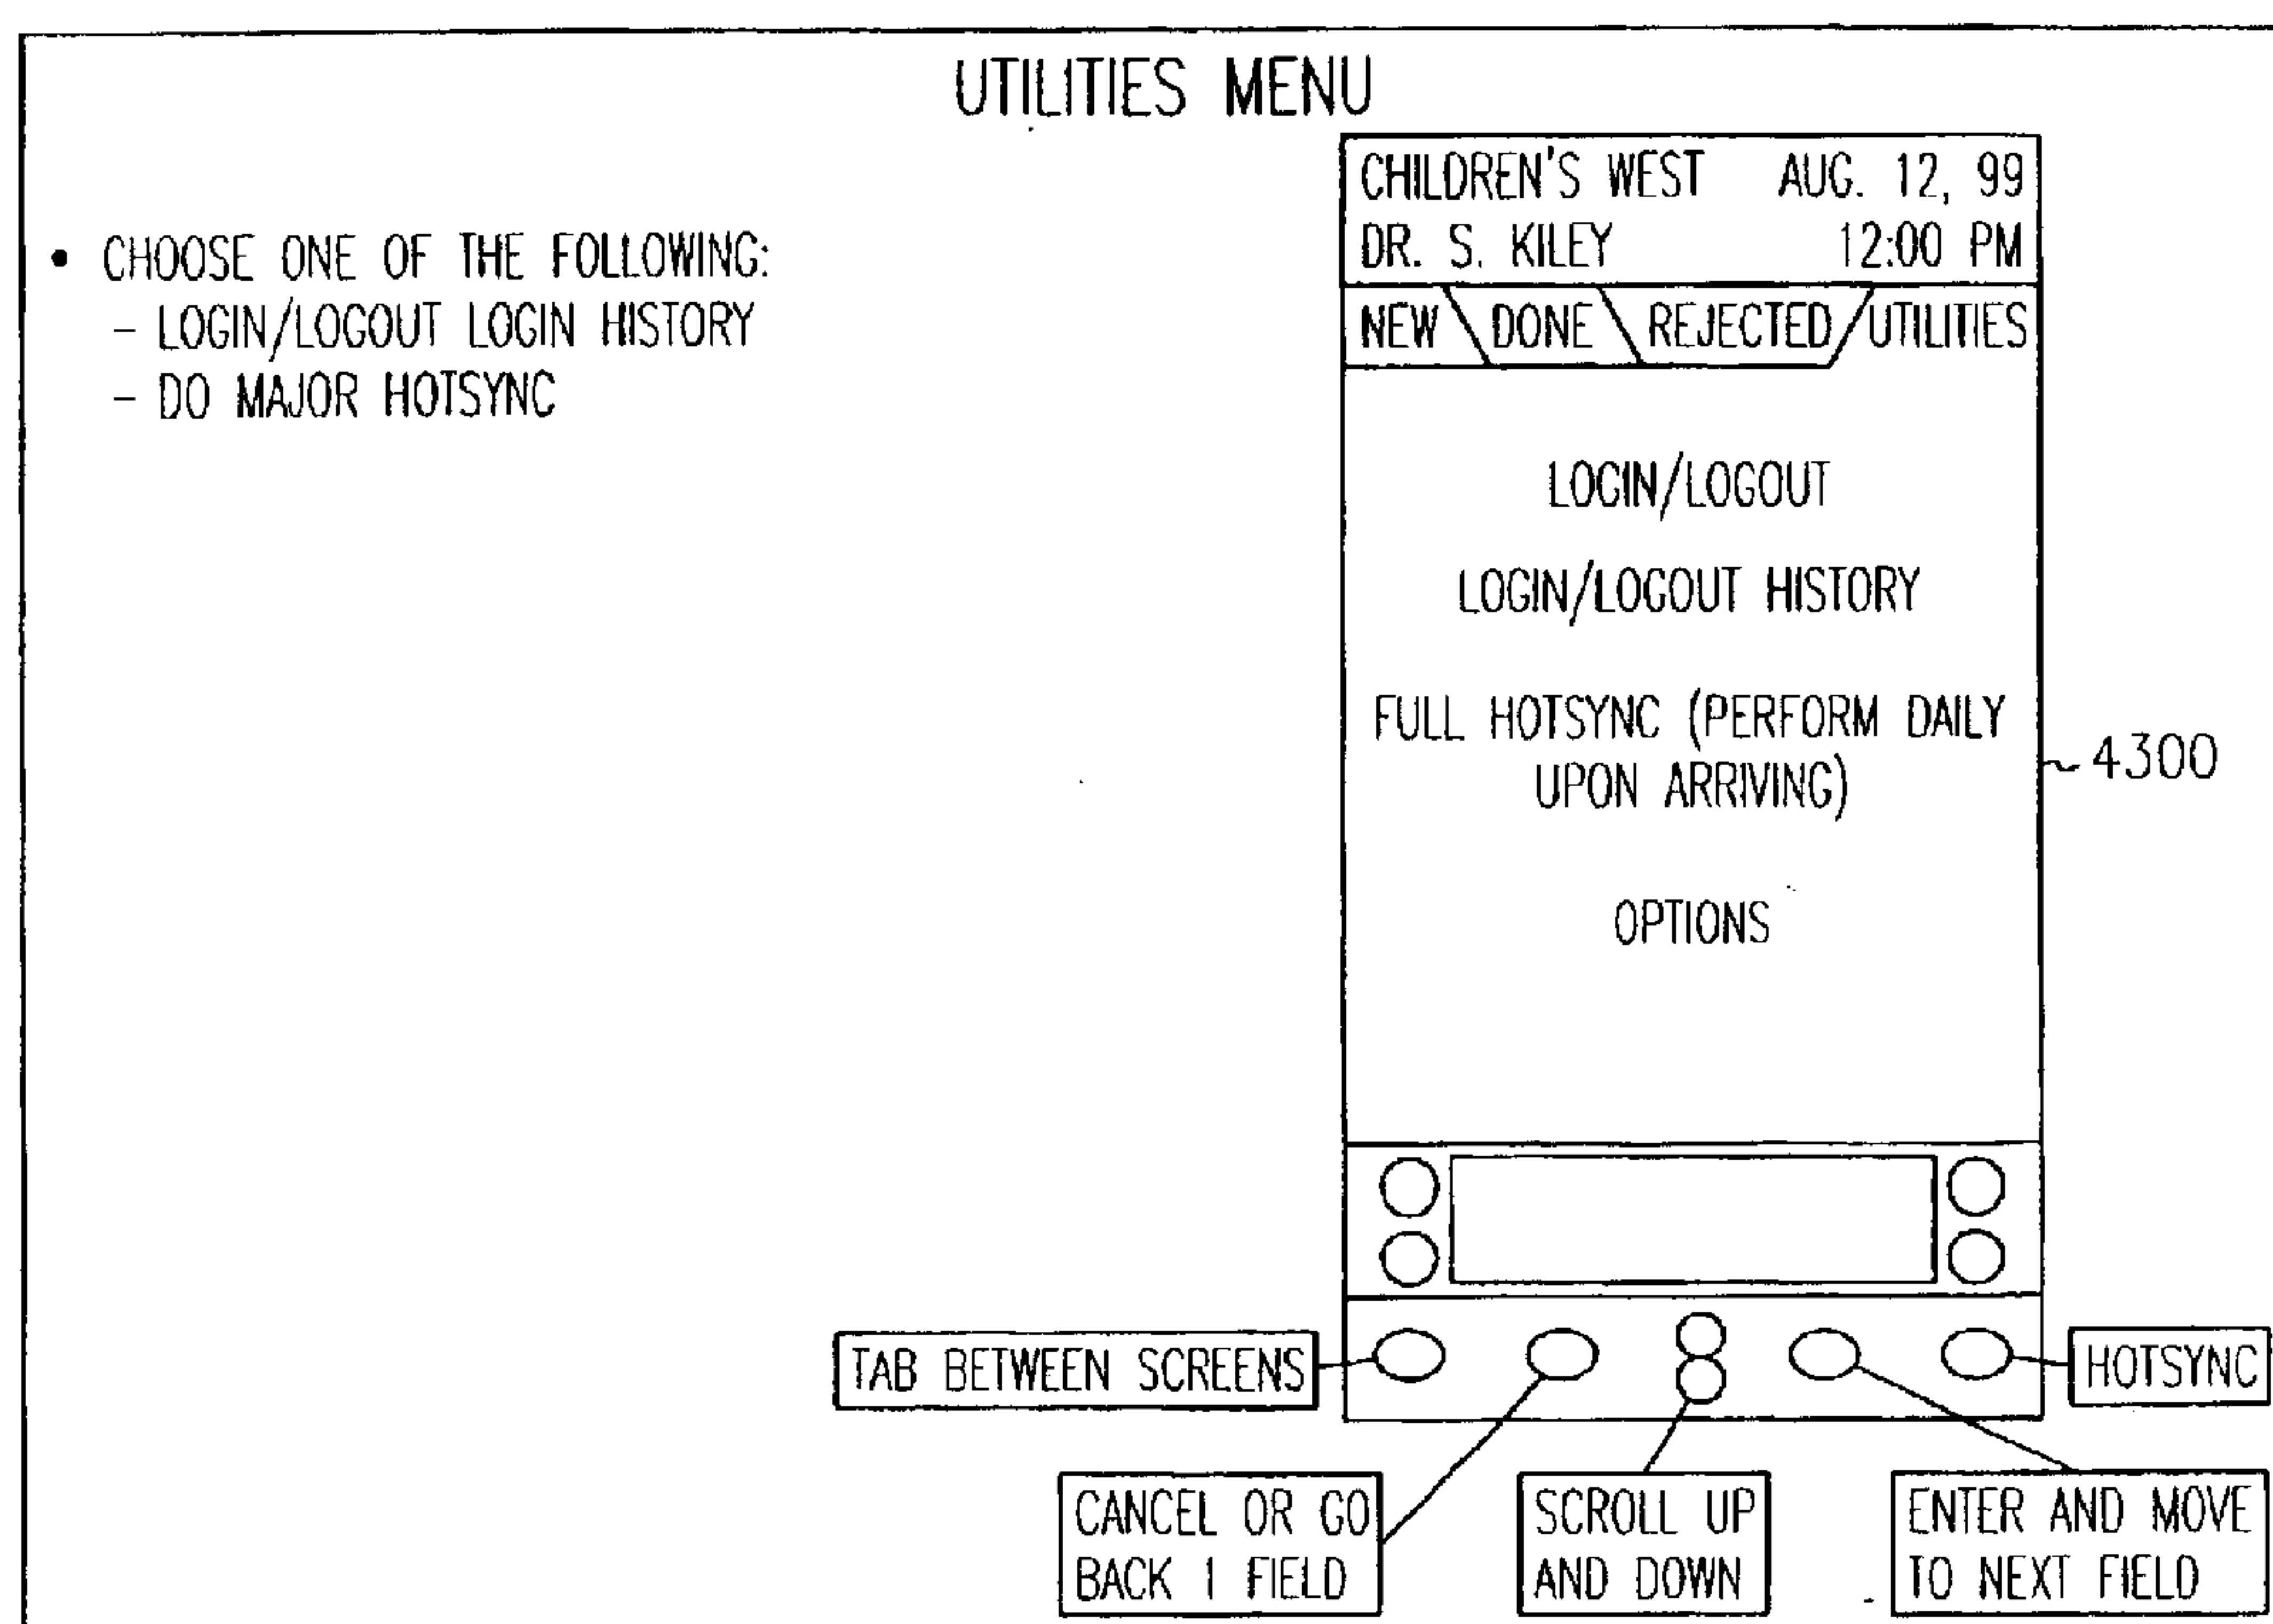 UTILITIES MENU
• CHOOSE ONE OF THE FOLLOWING:
– LOGIN/LOGOUT LOGIN HISTORY
– DO MAJOR HOTSYNC
CHILDREN'S WEST AUG. 12, 99
DR. S. KILEY 12:00 PM
NEW DONE REJECTED UTILITIES
LOGIN/LOGOUT
LOGIN/LOGOUT HISTORY
FULL HOTSYNC (PERFORM DAILY
UPON ARRIVING)
4300
OPTIONS
TAB BETWEEN SCREENS
HOTSYNC
CANCEL OR GO
BACK 1 FIELD
SCROLL UP
AND DOWN
ENTER AND MOVE
TO NEXT FIELD